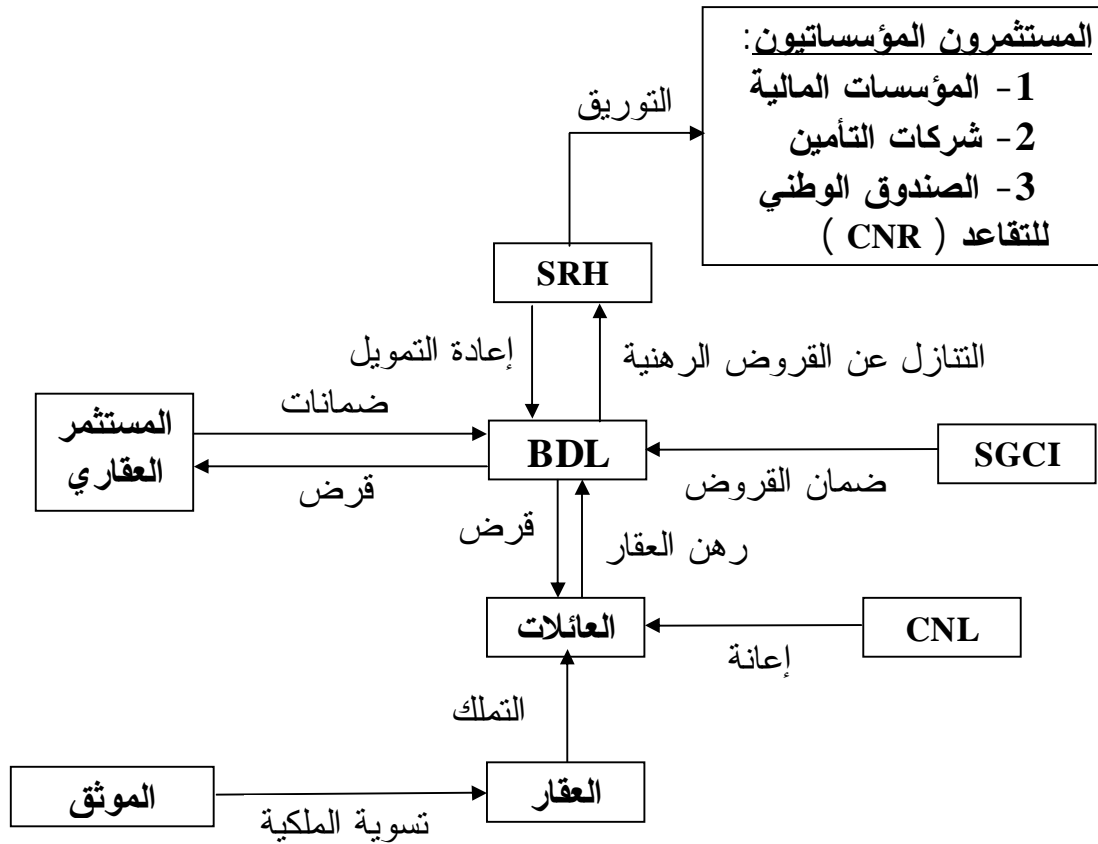 المستثمرون المؤسساتيون:
1- المؤسسات المالية
2- شركات التأمين
3- الصندوق الوطني
للتقاعد ( CNR )
التوريق
SRH
إعادة التمويل
التنازل عن القروض الرهنية
المستثمر
العقاري
ضمانات
قرض
BDL
ضمان القروض
SGCI
قرض
رهن العقار
العائلات
إعانة
CNL
التملك
الموثق
تسوية الملكية
العقار